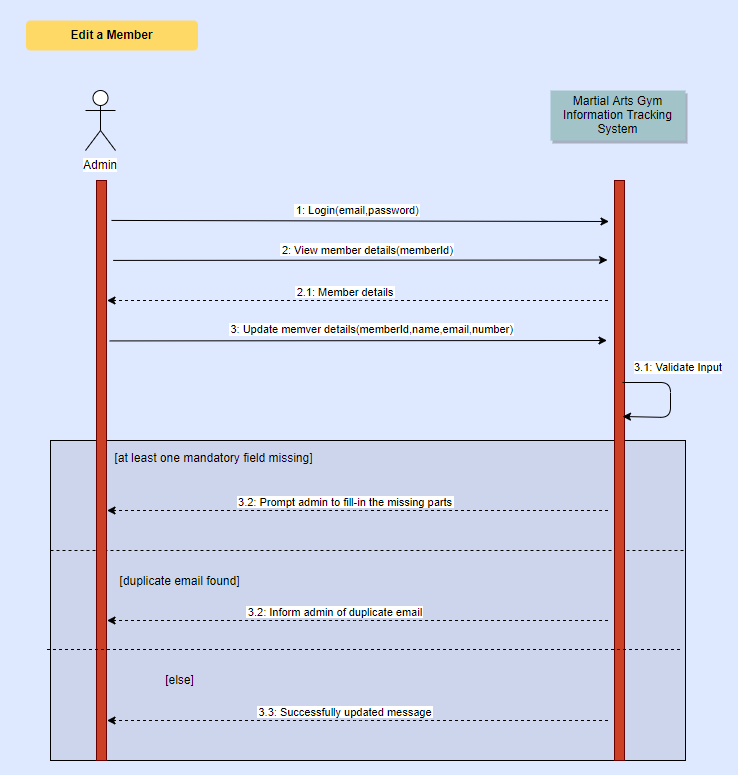 Edit a Member
Martial Arts Gym
Information Tracking
System
Admin
1: Login(email,password)
2: View member details(memberId)
2.1: Member details
3: Update memver details(memberId,name,email,number)
3.1: Validate Input
[at least one mandatory field missing]
3.2: Prompt admin to fill-in the missing parts
[duplicate email found]
3.2: Inform admin of duplicate email
[else]
3.3: Successfully updated message